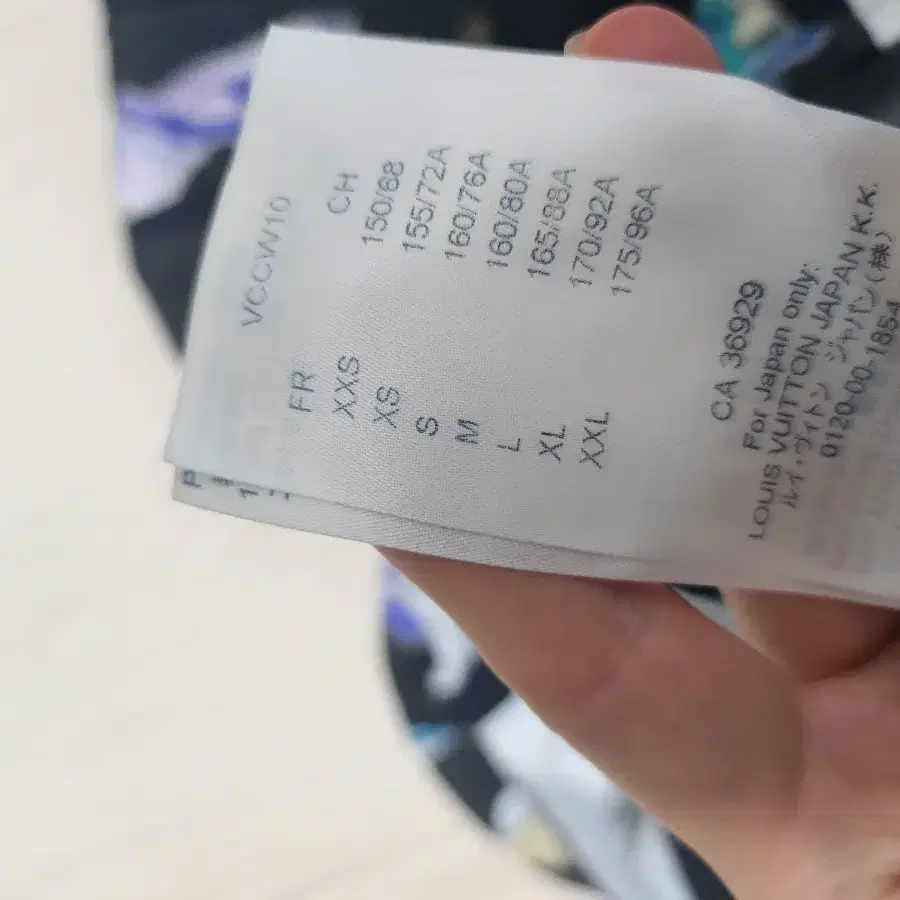 VCCW10
FR CH
XXS 150/68
XS 155/72A
S 160/76A
M 160/80A
L 165/88A
XL 170/92A
XXL 175/96A
CA 36929
For Japan only:
LOUIS VUITTON JAPAN K.K.
ルイ・ヴィトン ジャパン(株)
0120-00-1854
P